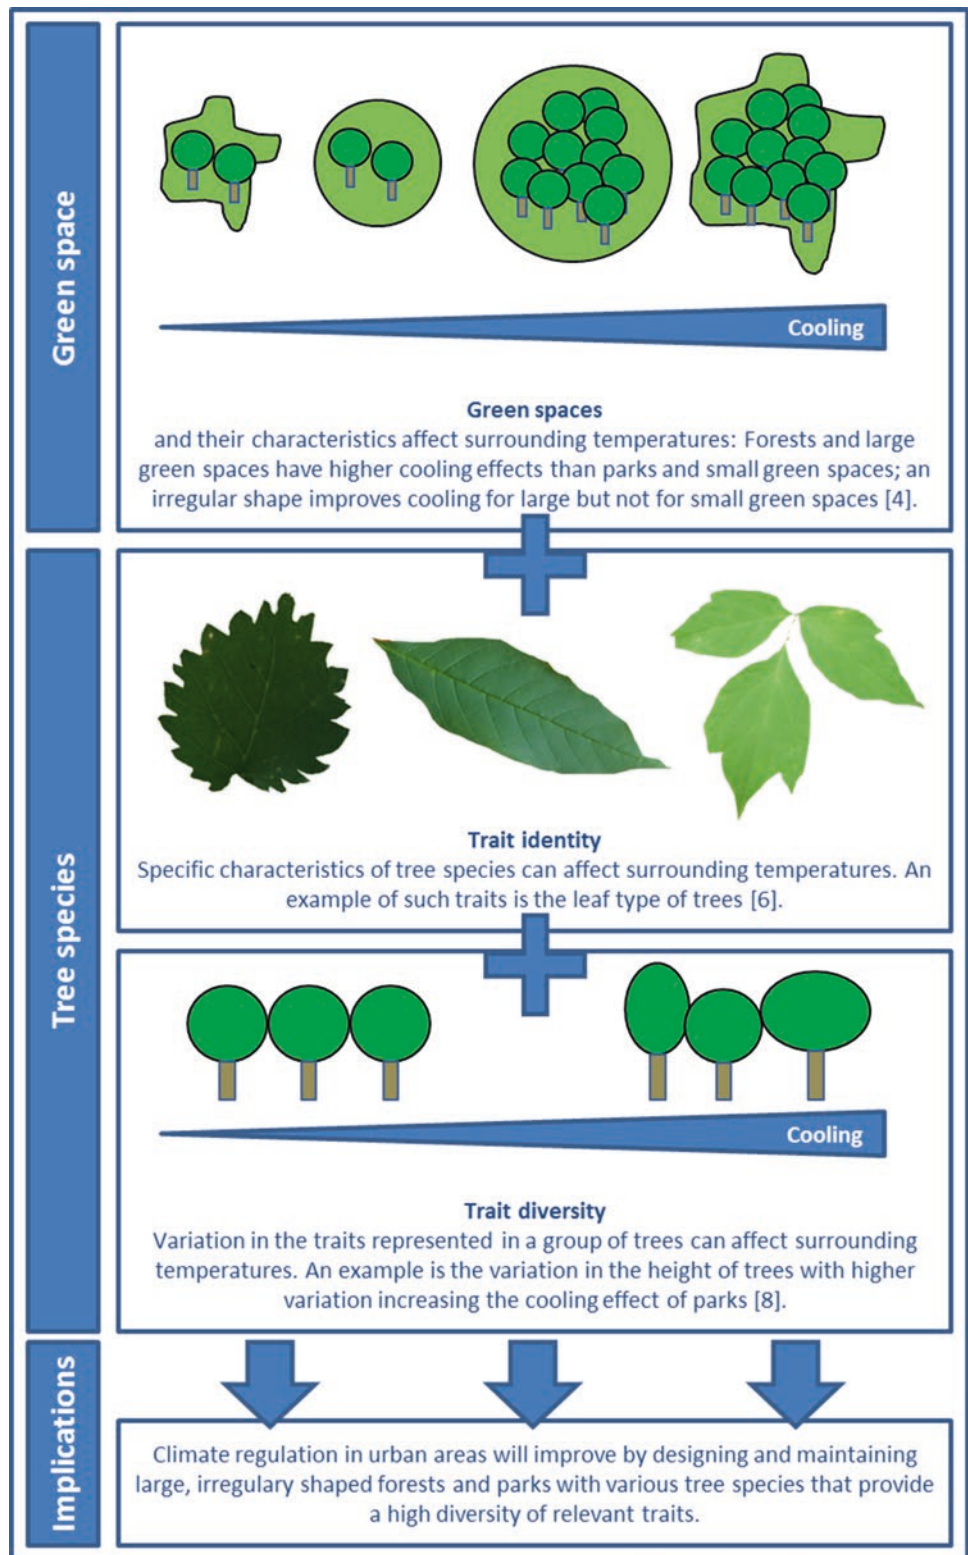 Green space
Cooling
Green spaces
and their characteristics affect surrounding temperatures: Forests and large
green spaces have higher cooling effects than parks and small green spaces; an
irregular shape improves cooling for large but not for small green spaces [4].
Tree species
Trait identity
Specific characteristics of tree species can affect surrounding temperatures. An
example of such traits is the leaf type of trees [6].
Cooling
Trait diversity
Variation in the traits represented in a group of trees can affect surrounding
temperatures. An example is the variation in the height of trees with higher
variation increasing the cooling effect of parks [8].
Implications
Climate regulation in urban areas will improve by designing and maintaining
large, irregulary shaped forests and parks with various tree species that provide
a high diversity of relevant traits.